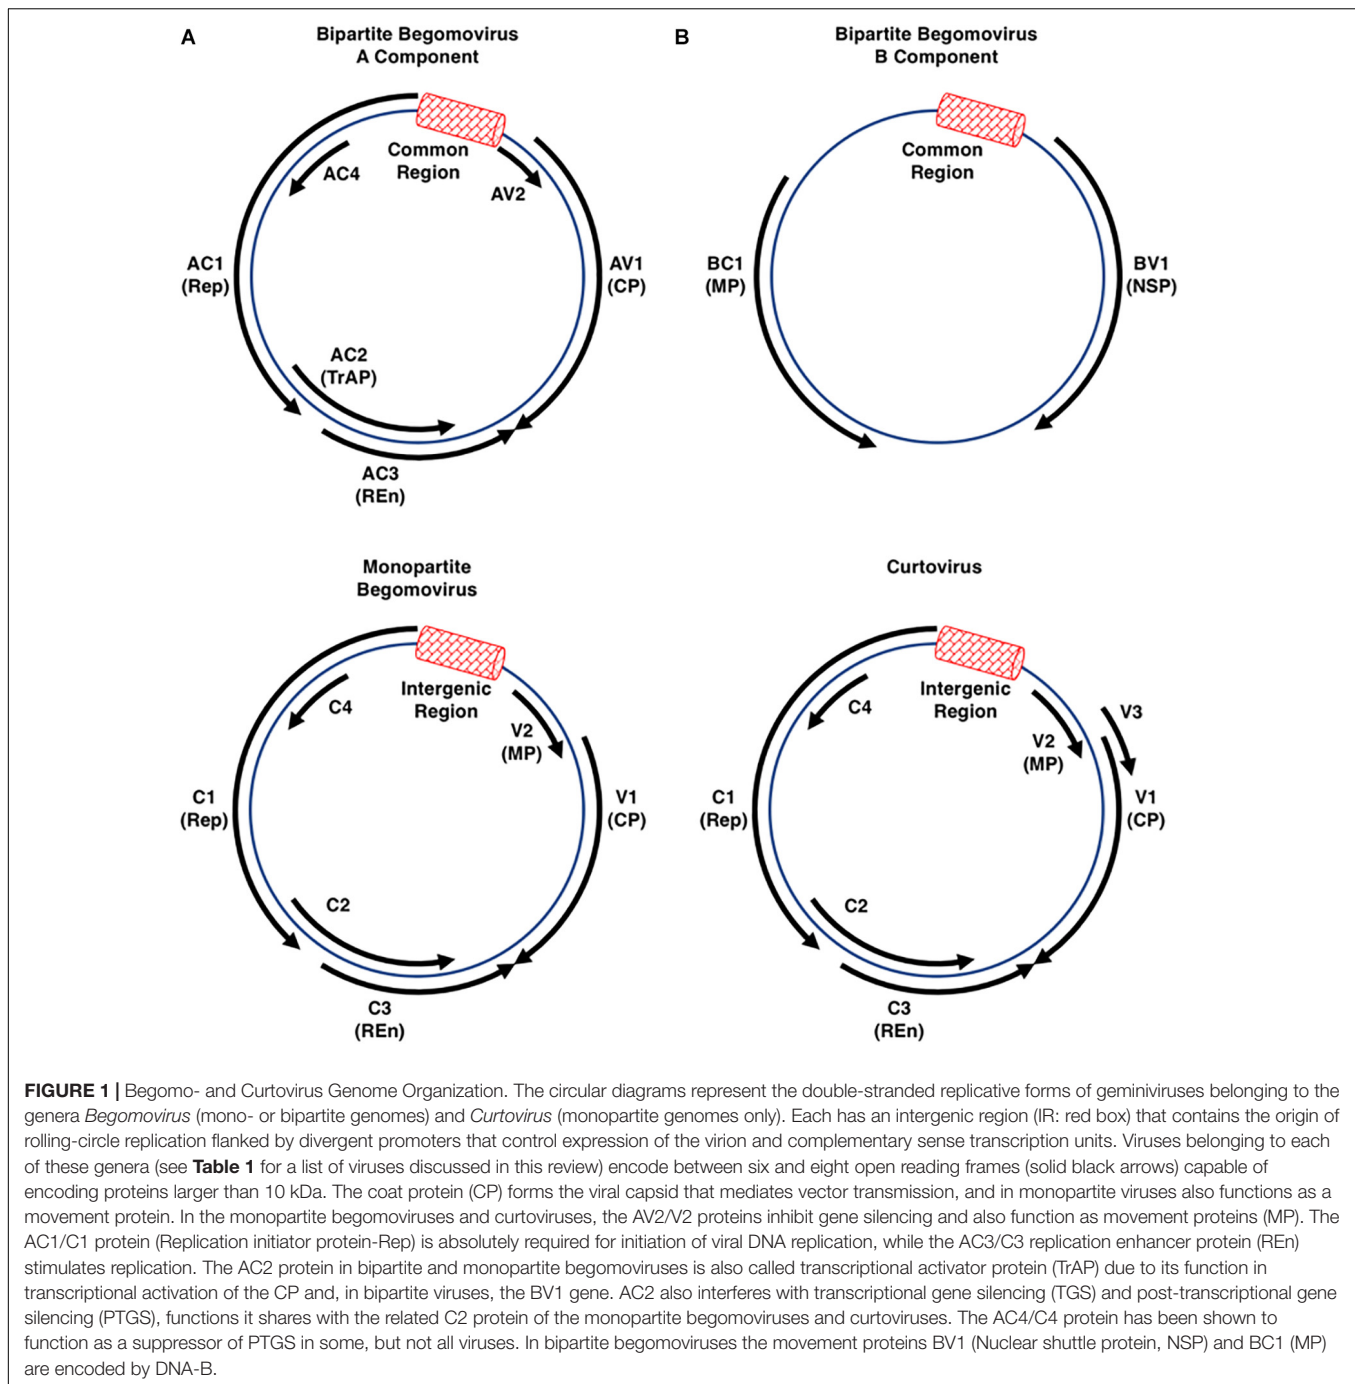 A
Bipartite Begomovirus
A Component
B
Bipartite Begomovirus
B Component
Common
Region
AC4
AV2
AC1
(Rep)
AV1
(CP)
AC2
(TrAP)
AC3
(REn)
Common
Region
BC1
(MP)
BV1
(NSP)
Monopartite
Begomovirus
Curtovirus
Intergenic
Region
C4
V2
(MP)
C1
(Rep)
V1
(CP)
C2
C3
(REn)
Intergenic
Region
C4
V3
V2
(MP)
C1
(Rep)
V1
(CP)
C2
C3
(REn)
FIGURE 1 | Begomo- and Curtovirus Genome Organization. The circular diagrams represent the double-stranded replicative forms of geminiviruses belonging to the
genera Begomovirus (mono- or bipartite genomes) and Curtovirus (monopartite genomes only). Each has an intergenic region (IR: red box) that contains the origin of
rolling-circle replication flanked by divergent promoters that control expression of the virion and complementary sense transcription units. Viruses belonging to each
of these genera (see Table 1 for a list of viruses discussed in this review) encode between six and eight open reading frames (solid black arrows) capable of
encoding proteins larger than 10 kDa. The coat protein (CP) forms the viral capsid that mediates vector transmission, and in monopartite viruses also functions as a
movement protein. In the monopartite begomoviruses and curtoviruses, the AV2/V2 proteins inhibit gene silencing and also function as movement proteins (MP). The
AC1/C1 protein (Replication initiator protein-Rep) is absolutely required for initiation of viral DNA replication, while the AC3/C3 replication enhancer protein (REn)
stimulates replication. The AC2 protein in bipartite and monopartite begomoviruses is also called transcriptional activator protein (TrAP) due to its function in
transcriptional activation of the CP and, in bipartite viruses, the BV1 gene. AC2 also interferes with transcriptional gene silencing (TGS) and post-transcriptional gene
silencing (PTGS), functions it shares with the related C2 protein of the monopartite begomoviruses and curtoviruses. The AC4/C4 protein has been shown to
function as a suppressor of PTGS in some, but not all viruses. In bipartite begomoviruses the movement proteins BV1 (Nuclear shuttle protein, NSP) and BC1 (MP)
are encoded by DNA-B.